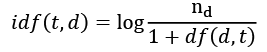 idf(t, d) = log n_d / (1 + df(d, t))